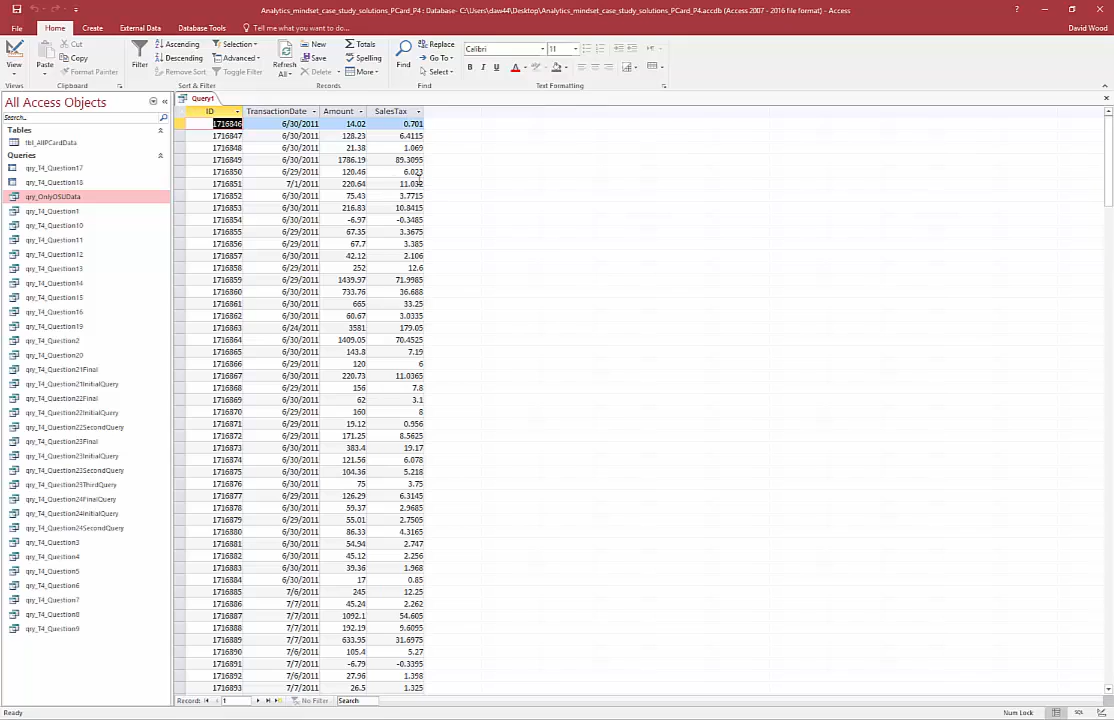 Analytics_mindset_case_study_solutions_PCard_P4 : Database- C:\Users\daw44f\Desktop\Analytics_mindset_case_study_solutions_PCard_P4.accdb (Access 2007 - 2016 file format) - Access
David Wood
File Home Create External Data Database Tools Tell me what you want to do...
View
Views
Paste
Cut
Copy
Format Painter
Clipboard
Filter
Ascending
Descending
Remove Sort
Selection
Advanced
Toggle Filter
Sort & Filter
Refresh All
New
Save
Delete
Totals
Spelling
More
Records
Find
Replace
Go To
Select
Find
Calibri 11
B I U
Text Formatting
All Access Objects
Search...
Tables
tbl_AllPCardData
Queries
qry_T4_Question17
qry_T4_Question18
qry_OnlyOSUData
qry_T4_Question1
qry_T4_Question10
qry_T4_Question11
qry_T4_Question12
qry_T4_Question13
qry_T4_Question14
qry_T4_Question15
qry_T4_Question16
qry_T4_Question19
qry_T4_Question2
qry_T4_Question20
qry_T4_Question21Final
qry_T4_Question21InitialQuery
qry_T4_Question22Final
qry_T4_Question22InitialQuery
qry_T4_Question22SecondQuery
qry_T4_Question23Final
qry_T4_Question23InitialQuery
qry_T4_Question23SecondQuery
qry_T4_Question23ThirdQuery
qry_T4_Question24FinalQuery
qry_T4_Question24InitialQuery
qry_T4_Question24SecondQuery
qry_T4_Question3
qry_T4_Question4
qry_T4_Question5
qry_T4_Question6
qry_T4_Question7
qry_T4_Question8
qry_T4_Question9
Query1
ID TransactionDate Amount SalesTax
1716846 6/30/2011 14.02 0.701
1716847 6/30/2011 128.23 6.4115
1716848 6/30/2011 21.38 1.069
1716849 6/30/2011 1786.19 89.3095
1716850 6/29/2011 120.46 6.023
1716851 7/1/2011 220.64 11.032
1716852 6/30/2011 75.43 3.7715
1716853 6/30/2011 216.83 10.8415
1716854 6/30/2011 -6.97 -0.3485
1716855 6/29/2011 67.35 3.3675
1716856 6/29/2011 67.7 3.385
1716857 6/30/2011 42.12 2.106
1716858 6/29/2011 252 12.6
1716859 6/30/2011 1439.97 71.9985
1716860 6/30/2011 733.76 36.688
1716861 6/30/2011 665 33.25
1716862 6/30/2011 60.67 3.0335
1716863 6/24/2011 3581 179.05
1716864 6/30/2011 1409.05 70.4525
1716865 6/30/2011 143.8 7.19
1716866 6/29/2011 120 6
1716867 6/30/2011 220.73 11.0365
1716868 6/29/2011 156 7.8
1716869 6/30/2011 62 3.1
1716870 6/29/2011 160 8
1716871 6/29/2011 19.12 0.956
1716872 6/29/2011 171.25 8.5625
1716873 6/30/2011 383.4 19.17
1716874 6/30/2011 121.56 6.078
1716875 6/30/2011 104.36 5.218
1716876 6/30/2011 75 3.75
1716877 6/29/2011 126.29 6.3145
1716878 6/30/2011 59.37 2.9685
1716879 6/29/2011 55.01 2.7505
1716880 6/30/2011 86.33 4.3165
1716881 6/30/2011 54.94 2.747
1716882 6/30/2011 45.12 2.256
1716883 6/30/2011 39.36 1.968
1716884 6/30/2011 17 0.85
1716885 7/6/2011 245 12.25
1716886 7/7/2011 45.24 2.262
1716887 7/7/2011 1092.1 54.605
1716888 7/7/2011 192.19 9.6095
1716889 7/7/2011 633.95 31.6975
1716890 7/6/2011 105.4 5.27
1716891 7/7/2011 -6.79 -0.3395
1716892 7/6/2011 27.96 1.398
1716893 7/7/2011 26.5 1.325
Record: 1 No Filter Search
Ready Num Lock SQL